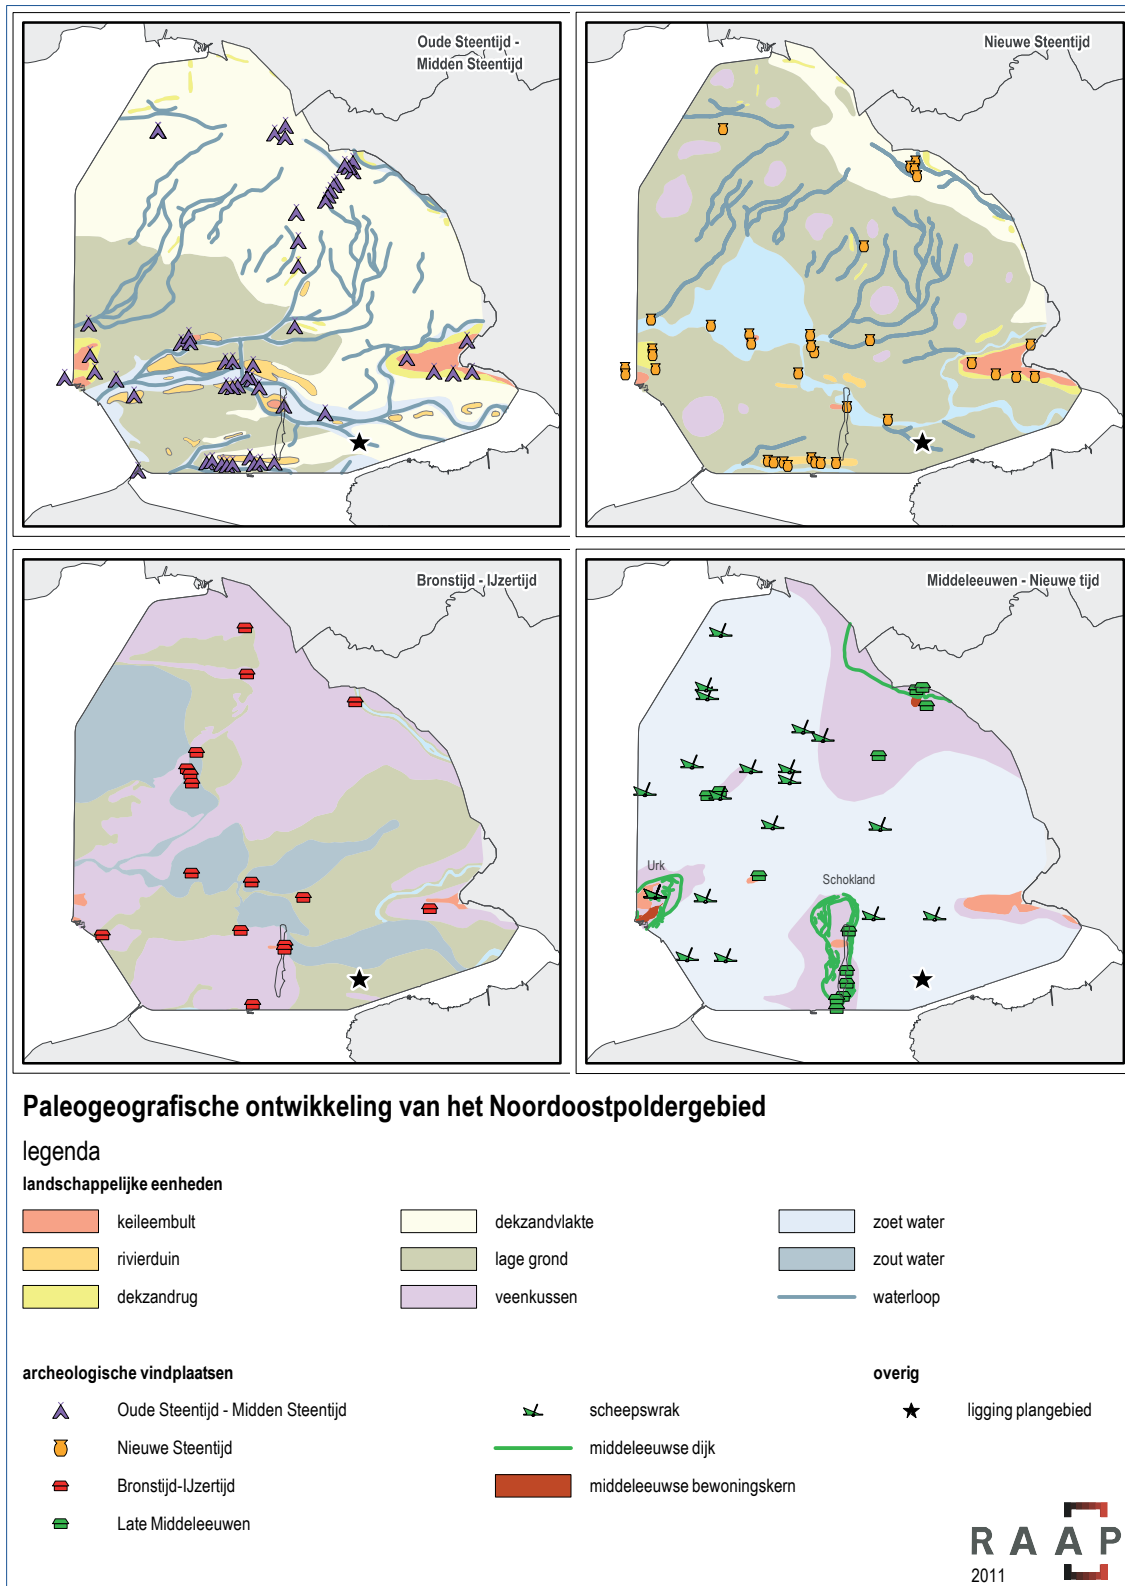 Oude Steentijd -
Midden Steentijd
Nieuwe Steentijd
Bronstijd - IJzertijd
Middeleeuwen - Nieuwe tijd
Urk
Schokland
Paleogeografische ontwikkeling van het Noordoostpoldergebied
legenda
landschappelijke eenheden
keileembult
dekzandvlakte
zoet water
rivierduin
lage grond
zout water
dekzandrug
veenkussen
waterloop
archeologische vindplaatsen
overig
Oude Steentijd - Midden Steentijd
scheepswrak
ligging plangebied
Nieuwe Steentijd
middeleeuwse dijk
Bronstijd-IJzertijd
middeleeuwse bewoningskern
Late Middeleeuwen
RAAP
2011